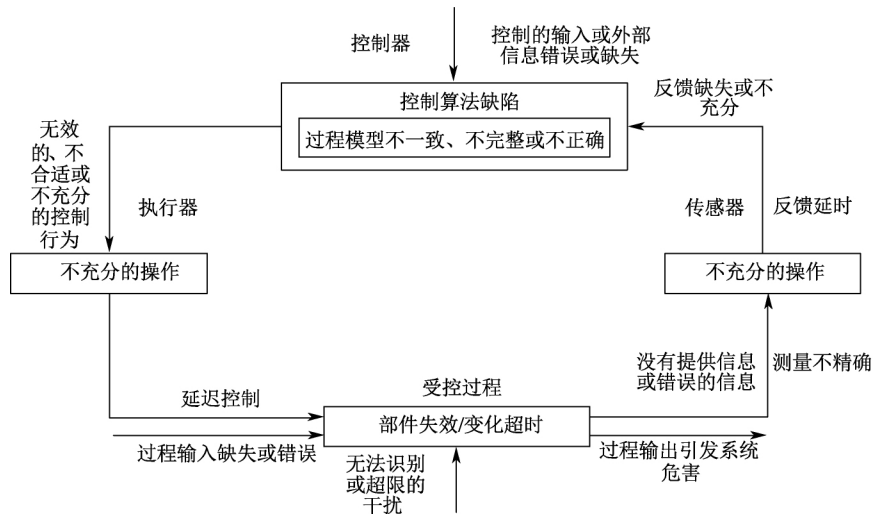 控制器
控制的输入或外部
信息错误或缺失
控制算法缺陷
过程模型不一致、不完整或不正确
反馈缺失或不
充分
无效
的、不
合适或
不充分
的控制
行为
执行器
传感器
反馈延时
不充分的操作
不充分的操作
没有提供信息
或错误的信息
测量不精确
延迟控制
受控过程
部件失效/变化超时
过程输入缺失或错误
无法识别
或超限的
干扰
过程输出引发系统
危害